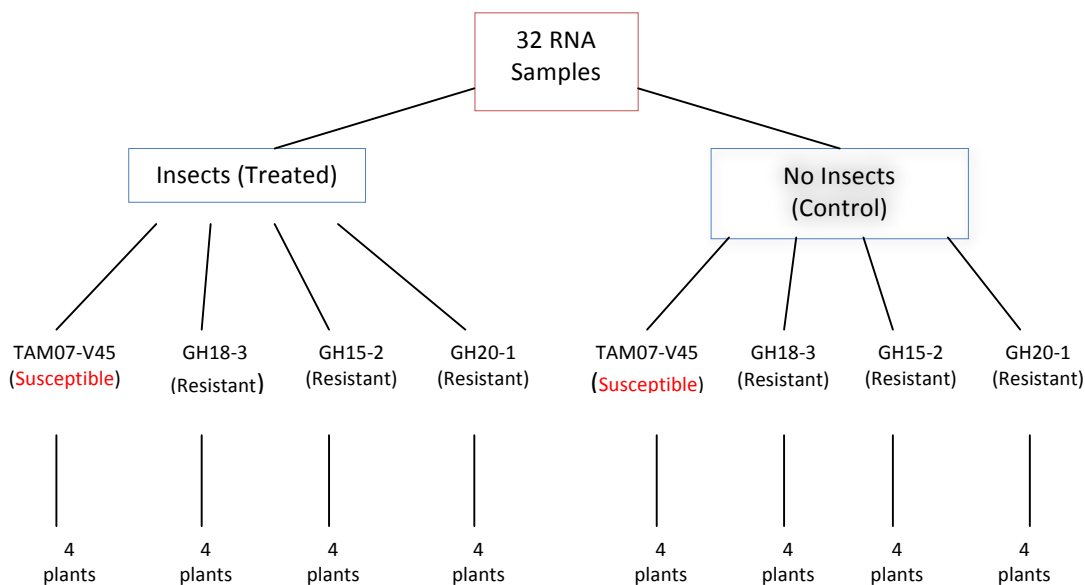 32 RNA
Samples
Insects (Treated)
No Insects
(Control)
TAM07-V45
(Susceptible)
GH18-3
(Resistant)
GH15-2
(Resistant)
GH20-1
(Resistant)
TAM07-V45
(Susceptible)
GH18-3
(Resistant)
GH15-2
(Resistant)
GH20-1
(Resistant)
4
plants
4
plants
4
plants
4
plants
4
plants
4
plants
4
plants
4
plants